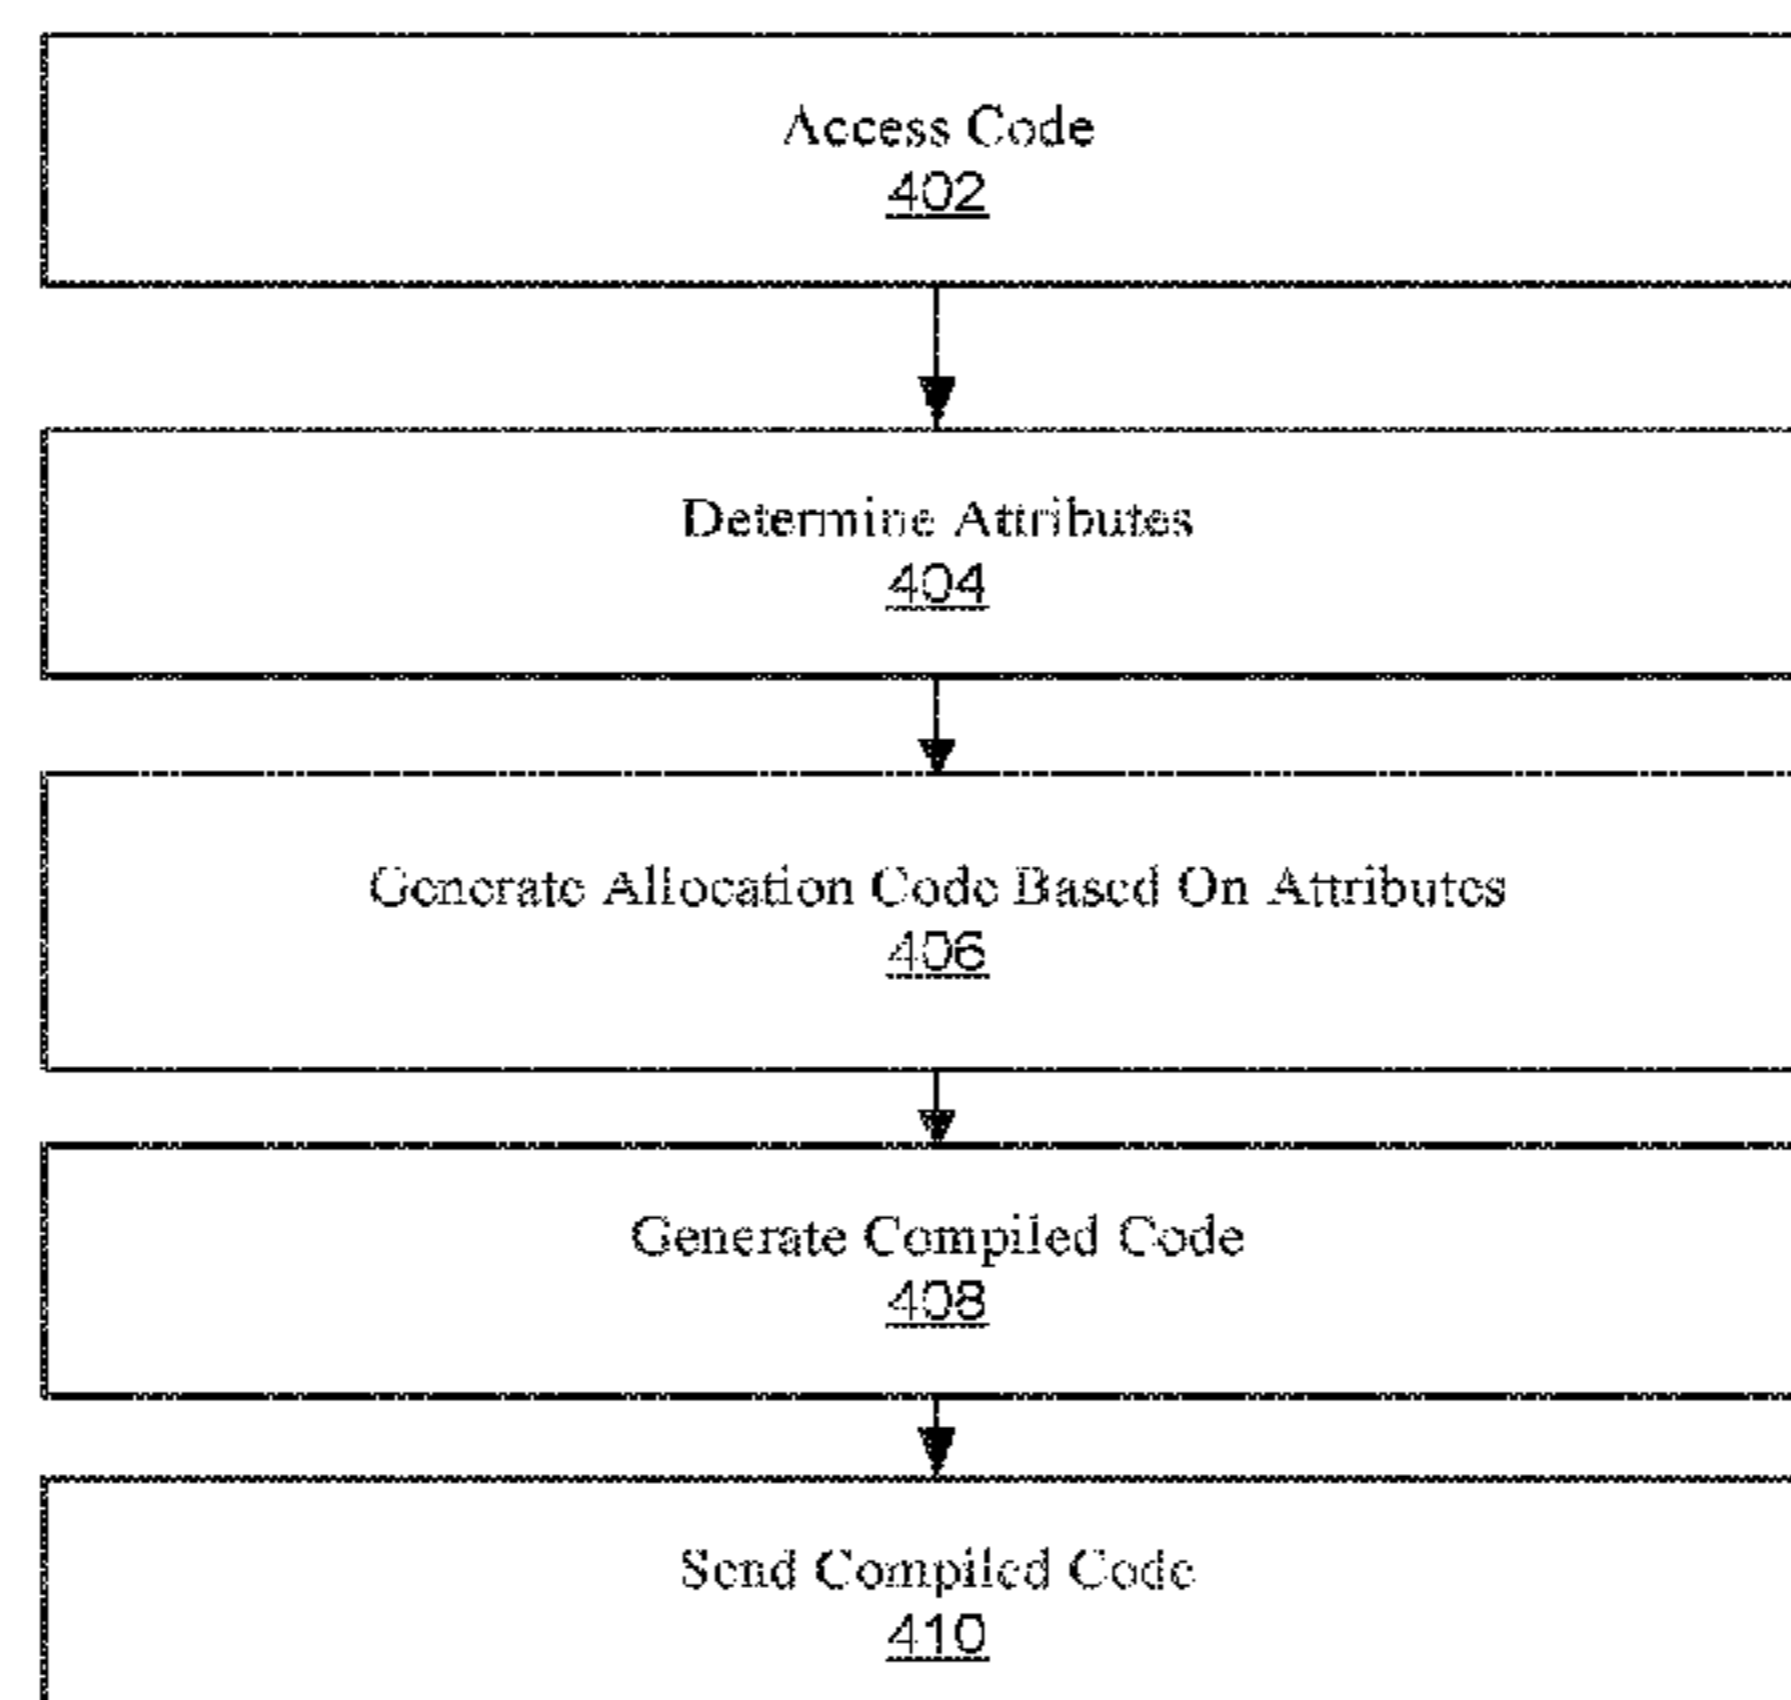 Access Code
402
Determine Attributes
404
Generate Allocation Code Based On Attributes
406
Generate Compiled Code
408
Send Compiled Code
410